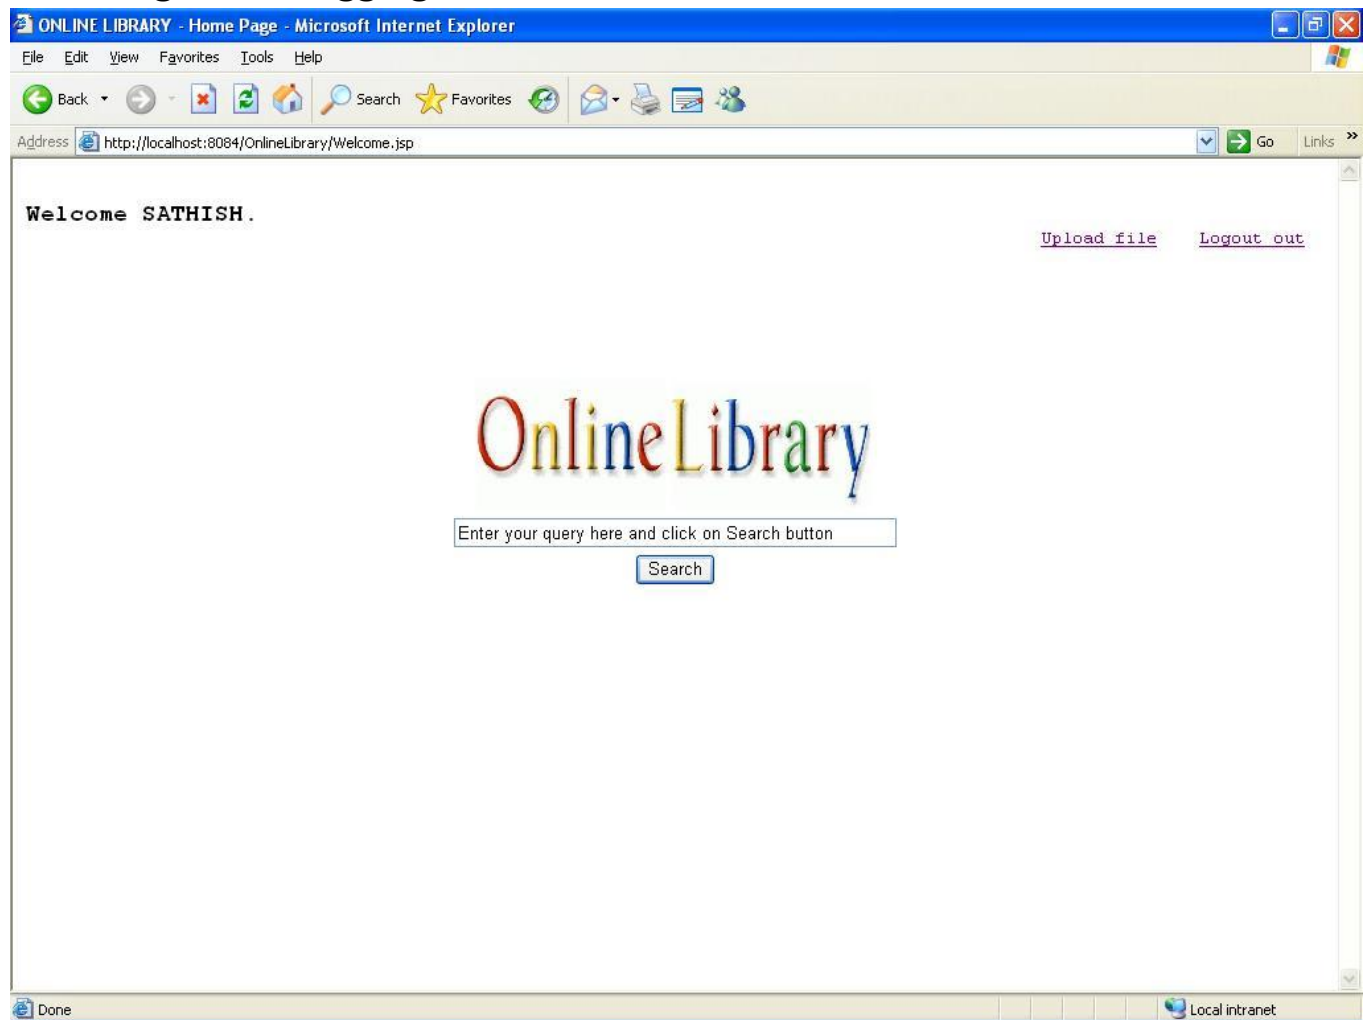 ONLINE LIBRARY - Home Page - Microsoft Internet Explorer
File Edit View Favorites Tools Help
Back Search Favorites
Address http://localhost:8084/OnlineLibrary/Welcome.jsp Go Links »
Welcome SATHISH.
Upload file Logout out
OnlineLibrary
Enter your query here and click on Search button
Search
Done Local intranet